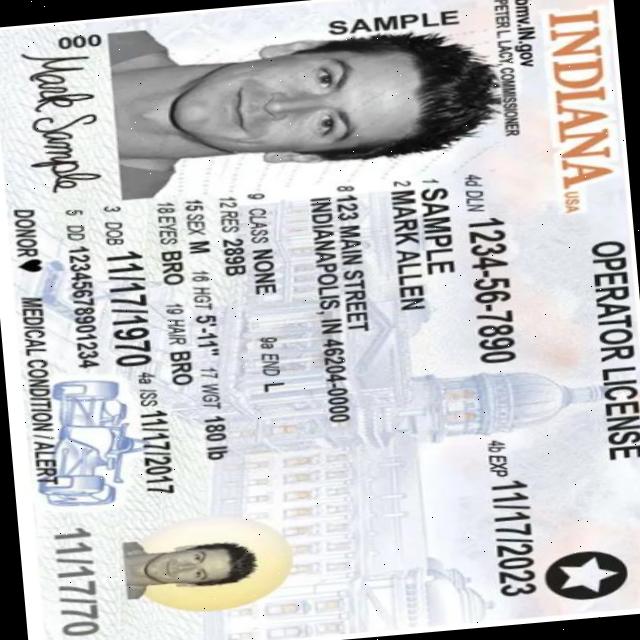 INDIANA USA
OPERATOR LICENSE
bmv.IN.gov
PETER L. LACY, COMMISSIONER
SAMPLE
4d DLN 1234-56-7890
4b EXP 11/17/2023
1 SAMPLE
2 MARK ALLEN
8 123 MAIN STREET
INDIANAPOLIS, IN 46204-0000
9 CLASS NONE 9a END L
12 RES 289B
15 SEX M 16 HGT 5'-11" 17 WGT 180 lb
18 EYES BRO 19 HAIR BRO
3 DOB 11/17/1970 4a ISS 11/17/2017
5 DD 12345678901234
DONOR MEDICAL CONDITION / ALERT
11/17/70
000
Mark Sample